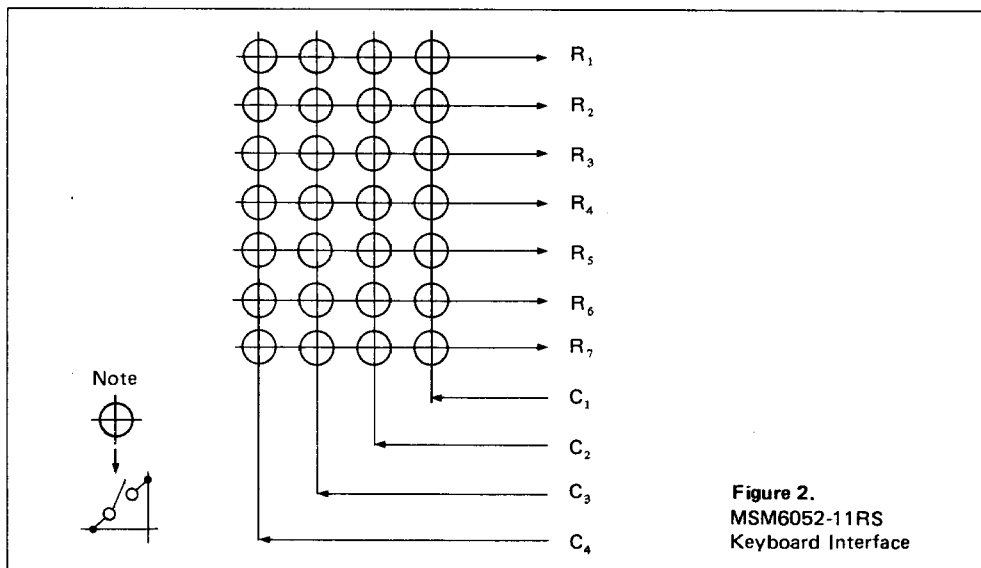 R₁
R₂
R₃
R₄
R₅
R₆
R₇
C₁
C₂
C₃
C₄
Note
Figure 2.
MSM6052-11RS
Keyboard Interface